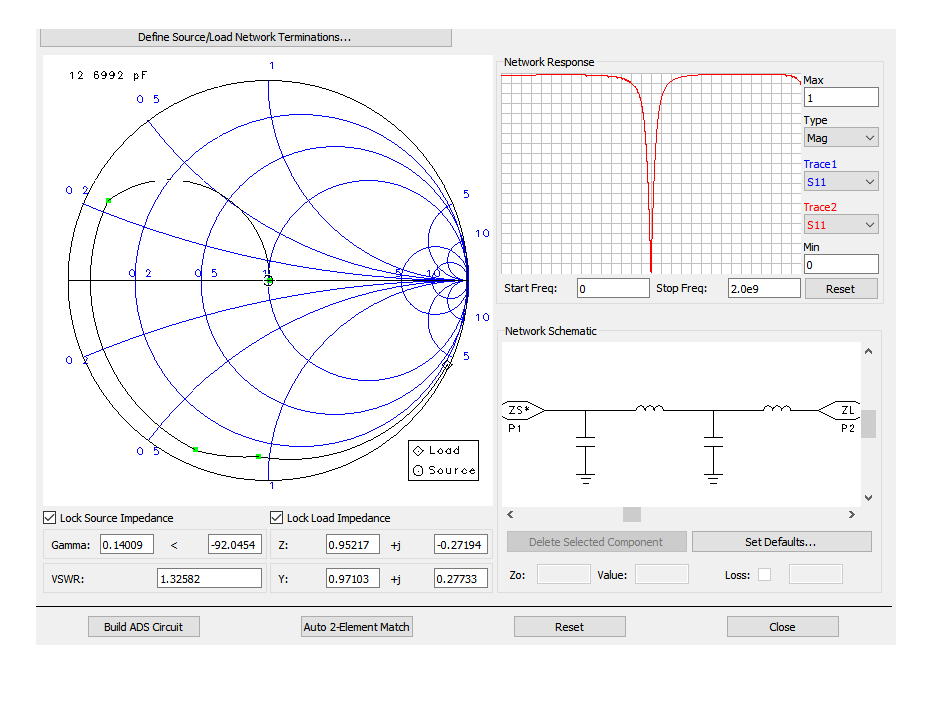 Define Source/Load Network Terminations...
12 6992 pF
1
0 5
0 2
5
10
0 2
0 5
1
5
10
10
0 2
5
0 5
1
Load
Source
Lock Source Impedance
Lock Load Impedance
Gamma: 0.14009 < -92.0454
Z: 0.95217 +j -0.27194
VSWR: 1.32582
Y: 0.97103 +j 0.27733
Network Response
Max
1
Type
Mag
Trace1
S11
Trace2
S11
Min
0
Start Freq: 0 Stop Freq: 2.0e9 Reset
Network Schematic
ZS*
P1
ZL
P2
Delete Selected Component Set Defaults...
Zo: Value: Loss:
Build ADS Circuit Auto 2-Element Match Reset Close